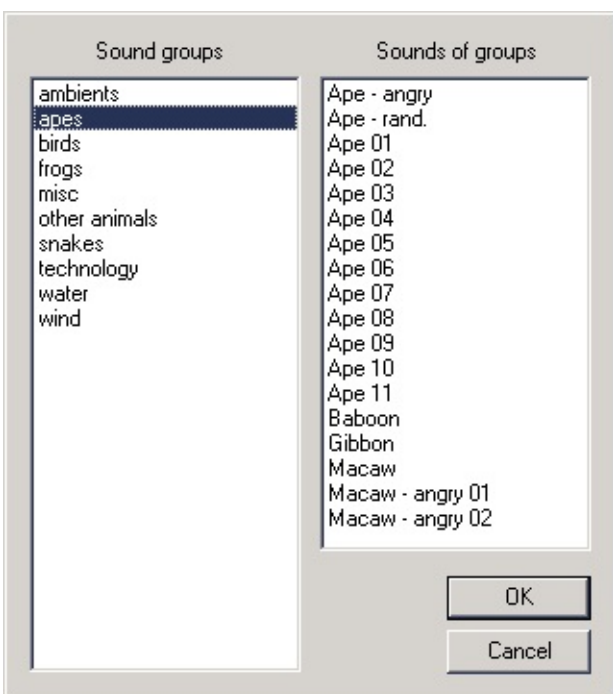 Sound groups
ambients
apes
birds
frogs
misc
other animals
snakes
technology
water
wind
Sounds of groups
Ape - angry
Ape - rand.
Ape 01
Ape 02
Ape 03
Ape 04
Ape 05
Ape 06
Ape 07
Ape 08
Ape 09
Ape 10
Ape 11
Baboon
Gibbon
Macaw
Macaw - angry 01
Macaw - angry 02
OK
Cancel